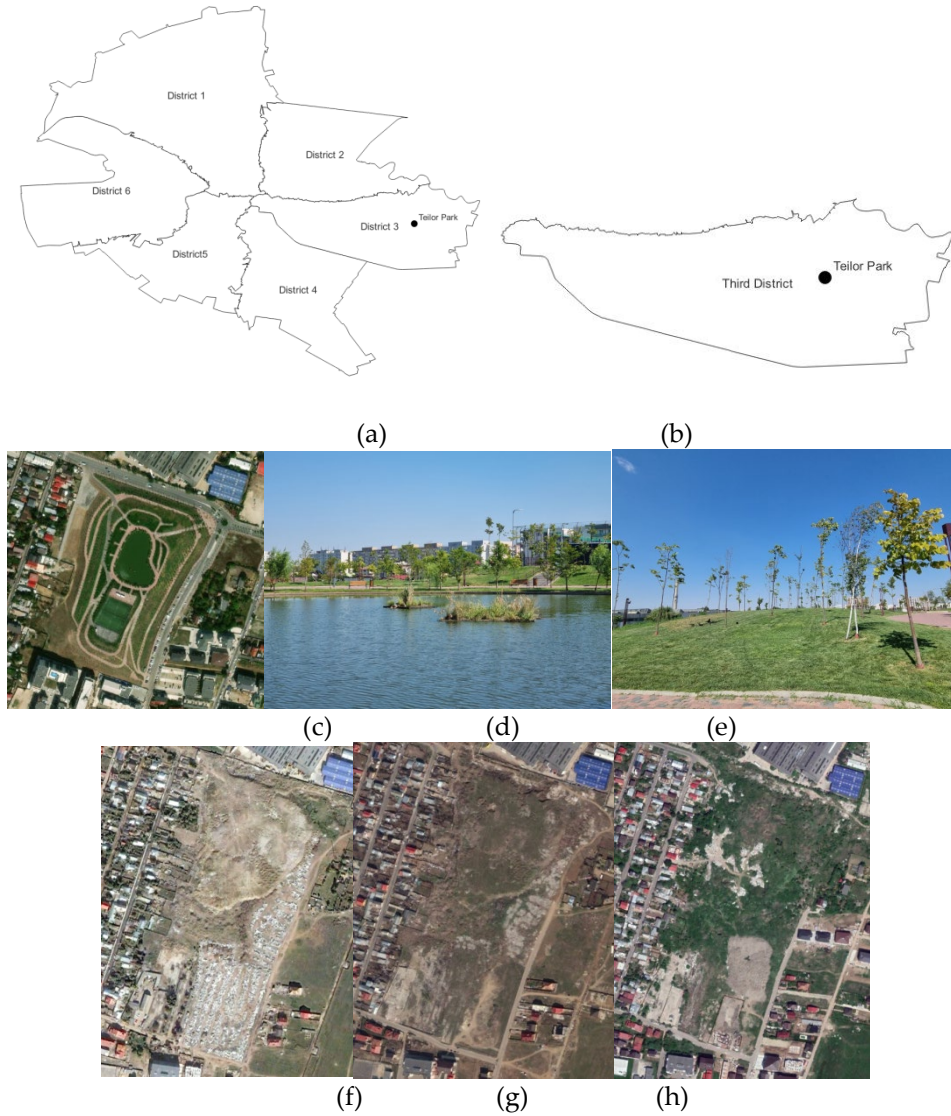 District 1
District 2
District 6
Teilor Park
District 3
District5
District 4
Teilor Park
Third District
(a) (b)
(c) (d) (e)
(f) (g) (h)